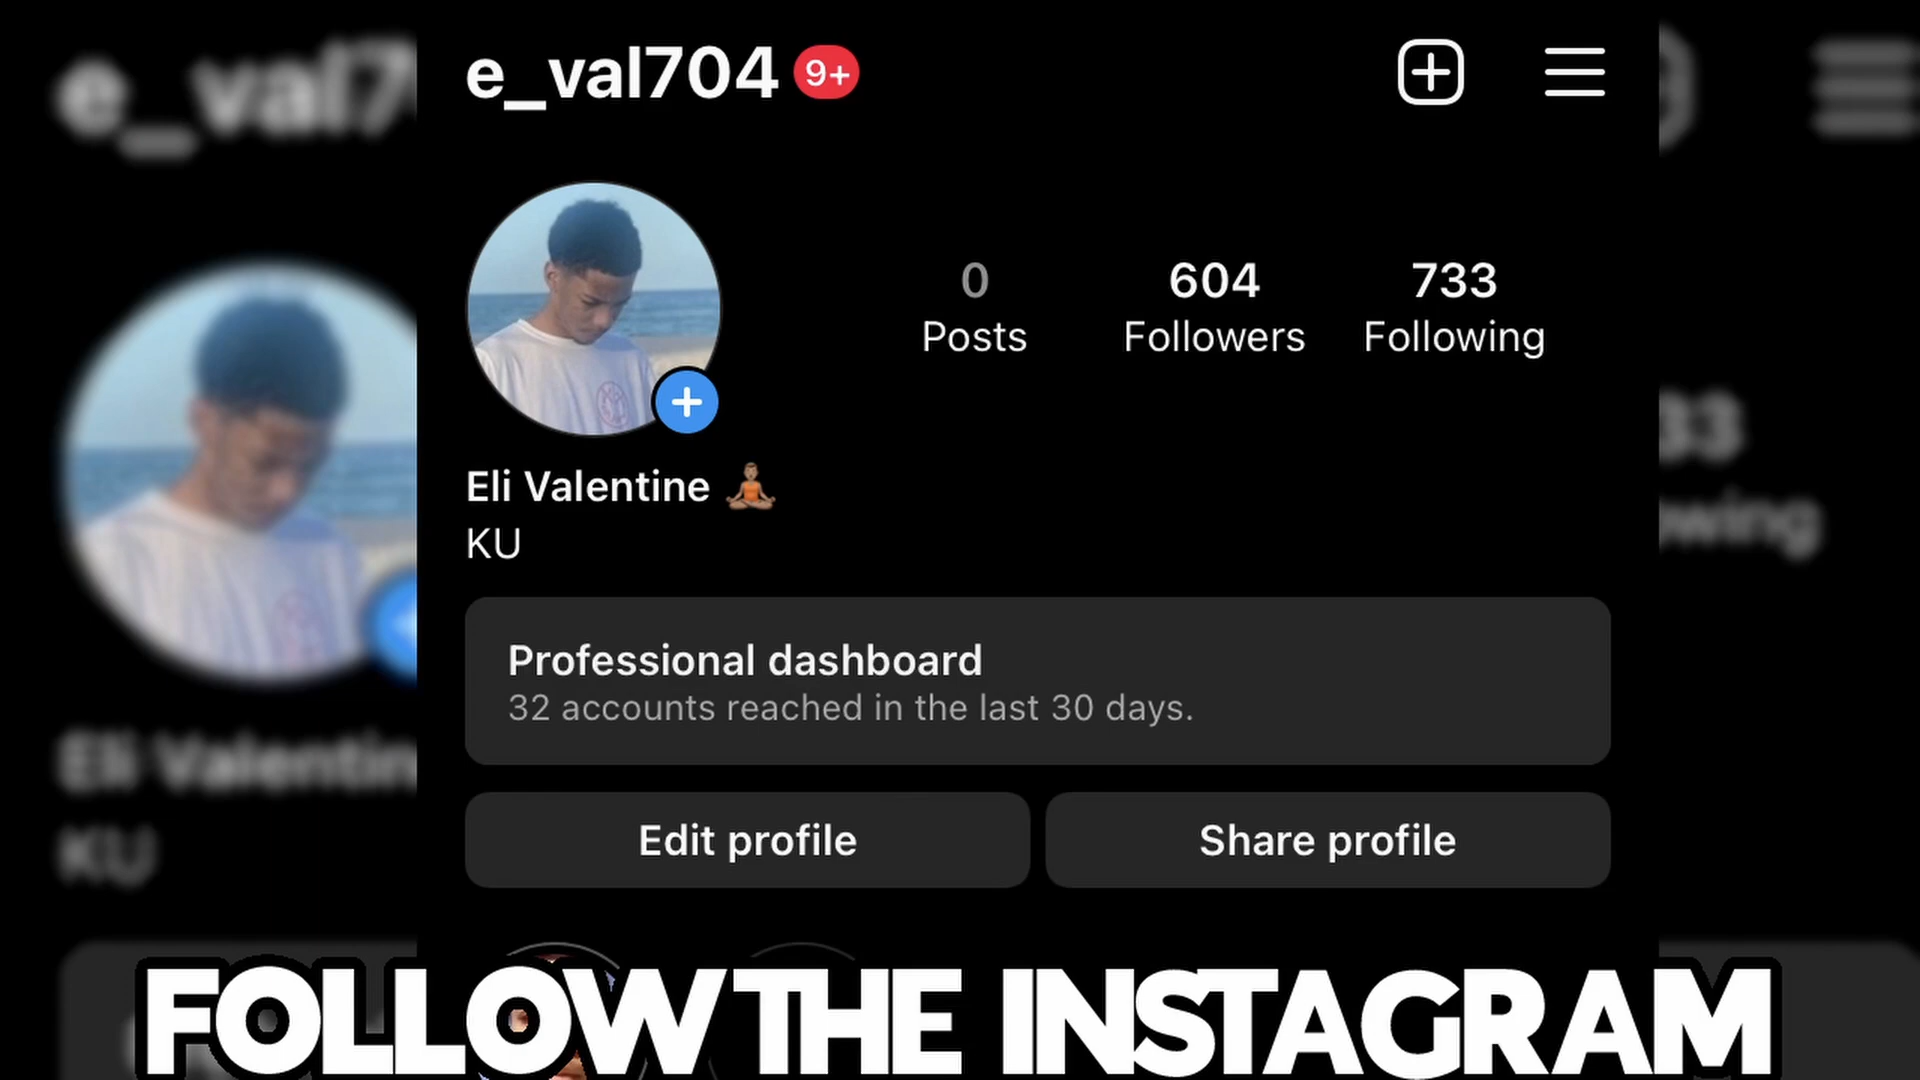 e_val704 9+
0 604 733
Posts Followers Following
Eli Valentine
KU
Professional dashboard
32 accounts reached in the last 30 days.
Edit profile Share profile
FOLLOW THE INSTAGRAM